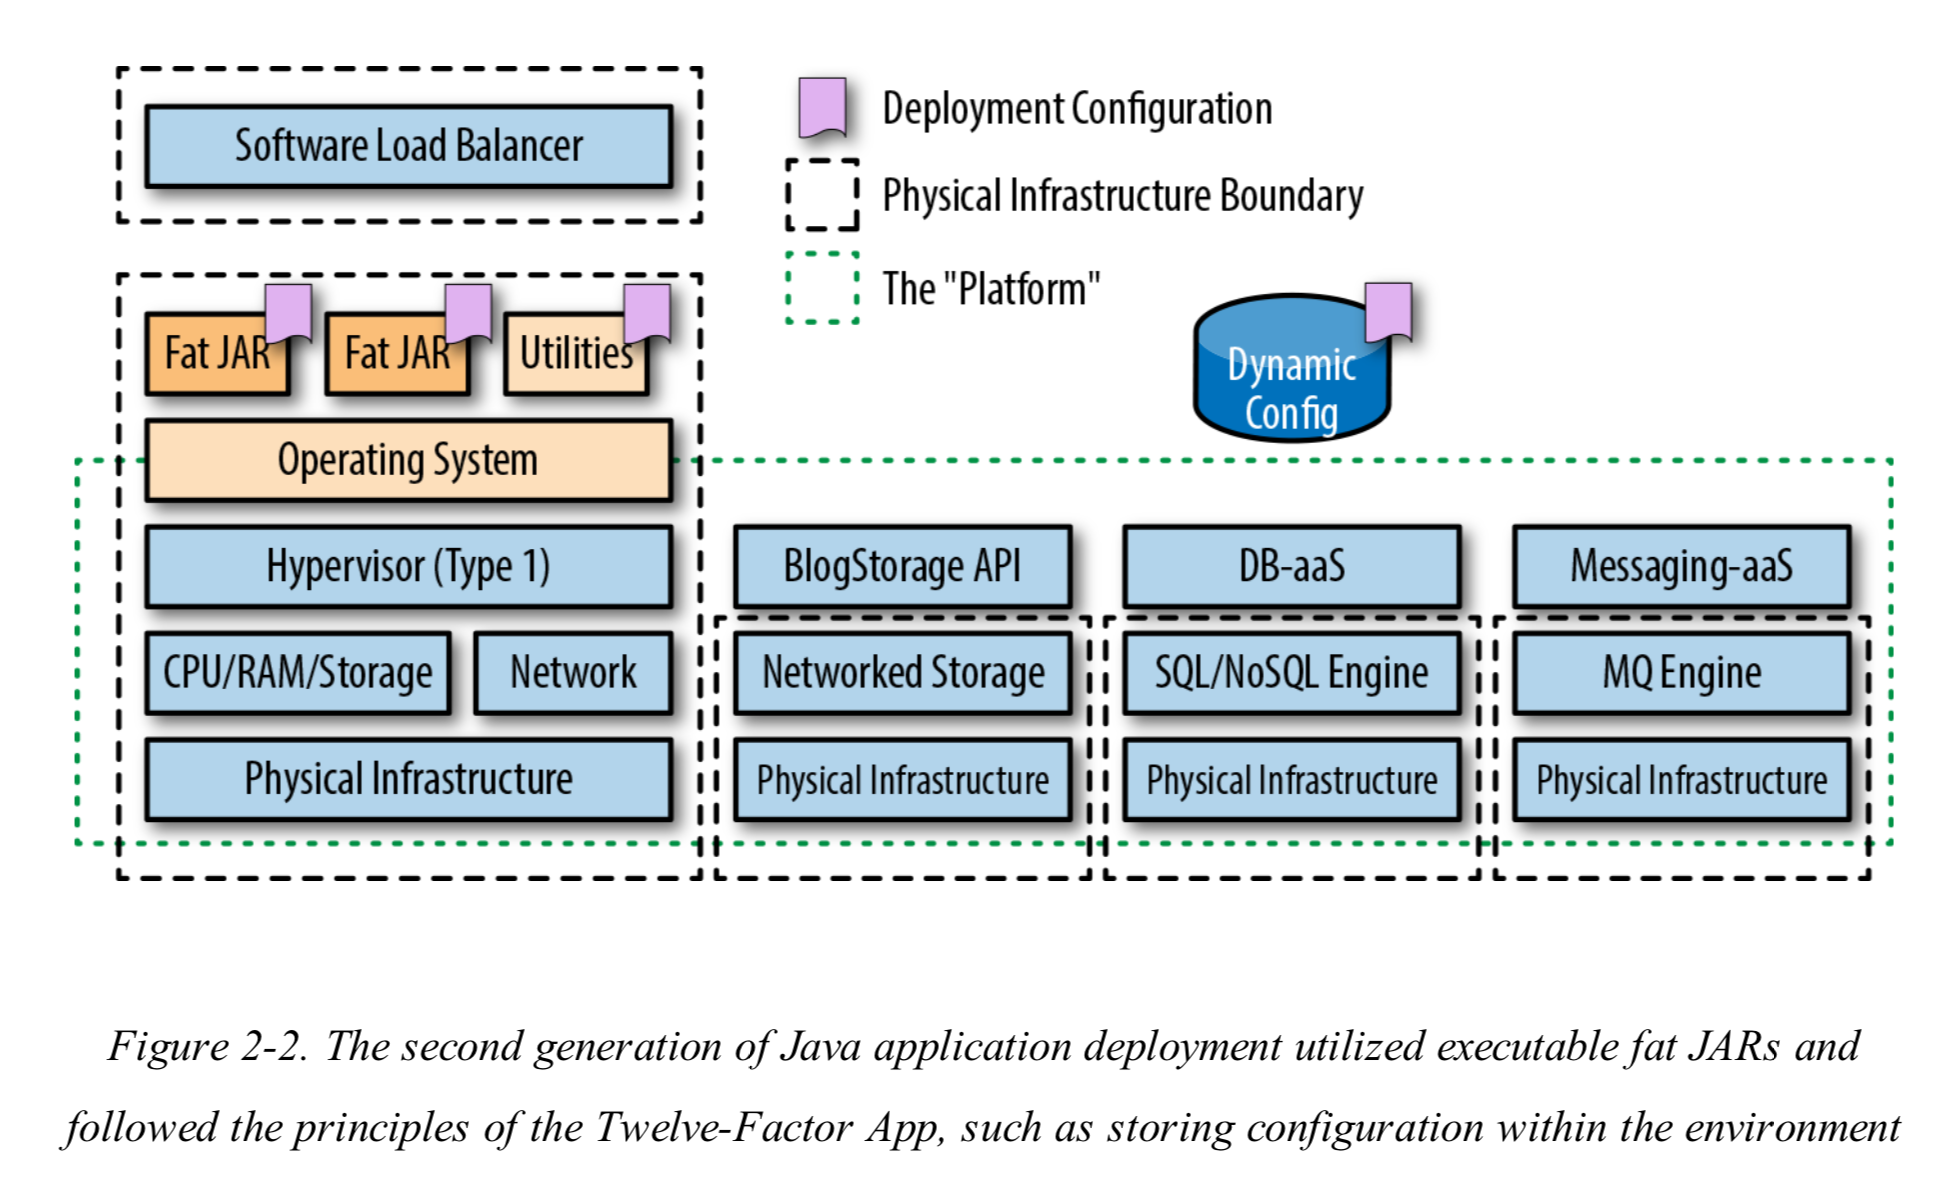 Software Load Balancer
Deployment Configuration
Physical Infrastructure Boundary
The "Platform"
Fat JAR
Fat JAR
Utilities
Dynamic
Config
Operating System
Hypervisor (Type 1)
BlogStorage API
DB-aaS
Messaging-aaS
CPU/RAM/Storage
Network
Networked Storage
SQL/NoSQL Engine
MQ Engine
Physical Infrastructure
Physical Infrastructure
Physical Infrastructure
Physical Infrastructure
Figure 2-2. The second generation of Java application deployment utilized executable fat JARs and
followed the principles of the Twelve-Factor App, such as storing configuration within the environment